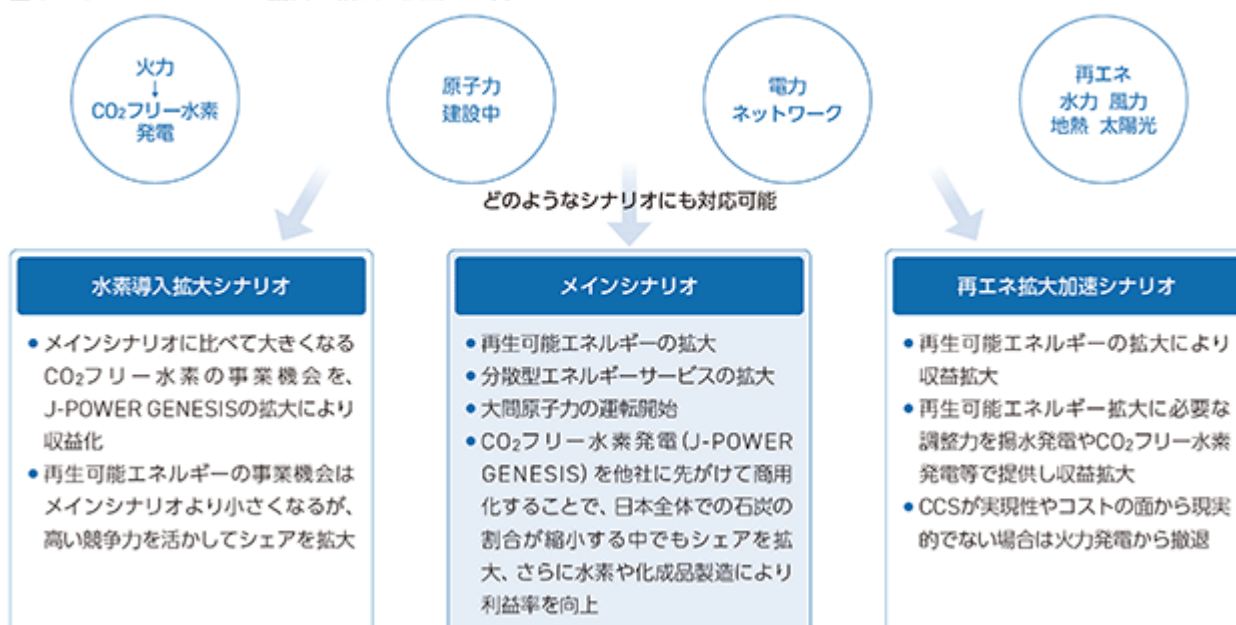 火力
↓
CO₂フリー水素
発電
原子力
建設中
電力
ネットワーク
再エネ
水力 風力
地熱 太陽光
どのようなシナリオにも対応可能
水素導入拡大シナリオ
• メインシナリオに比べて大きくなる
CO₂フリー水素の事業機会を、
J-POWER GENESISの拡大により
収益化
• 再生可能エネルギーの事業機会は
メインシナリオより小さくなるが、
高い競争力を活かしてシェアを拡大
メインシナリオ
• 再生可能エネルギーの拡大
• 分散型エネルギーサービスの拡大
• 大間原子力の運転開始
• CO₂フリー水素発電（J-POWER
GENESIS）を他社に先がけて商用
化することで、日本全体での石炭の
割合が縮小する中でもシェアを拡
大、さらに水素や化成品製造により
利益率を向上
再エネ拡大加速シナリオ
• 再生可能エネルギーの拡大により
収益拡大
• 再生可能エネルギー拡大に必要な
調整力を揚水発電やCO₂フリー水素
発電等で提供し収益拡大
• CCSが実現性やコストの面から現実
的でない場合は火力発電から撤退